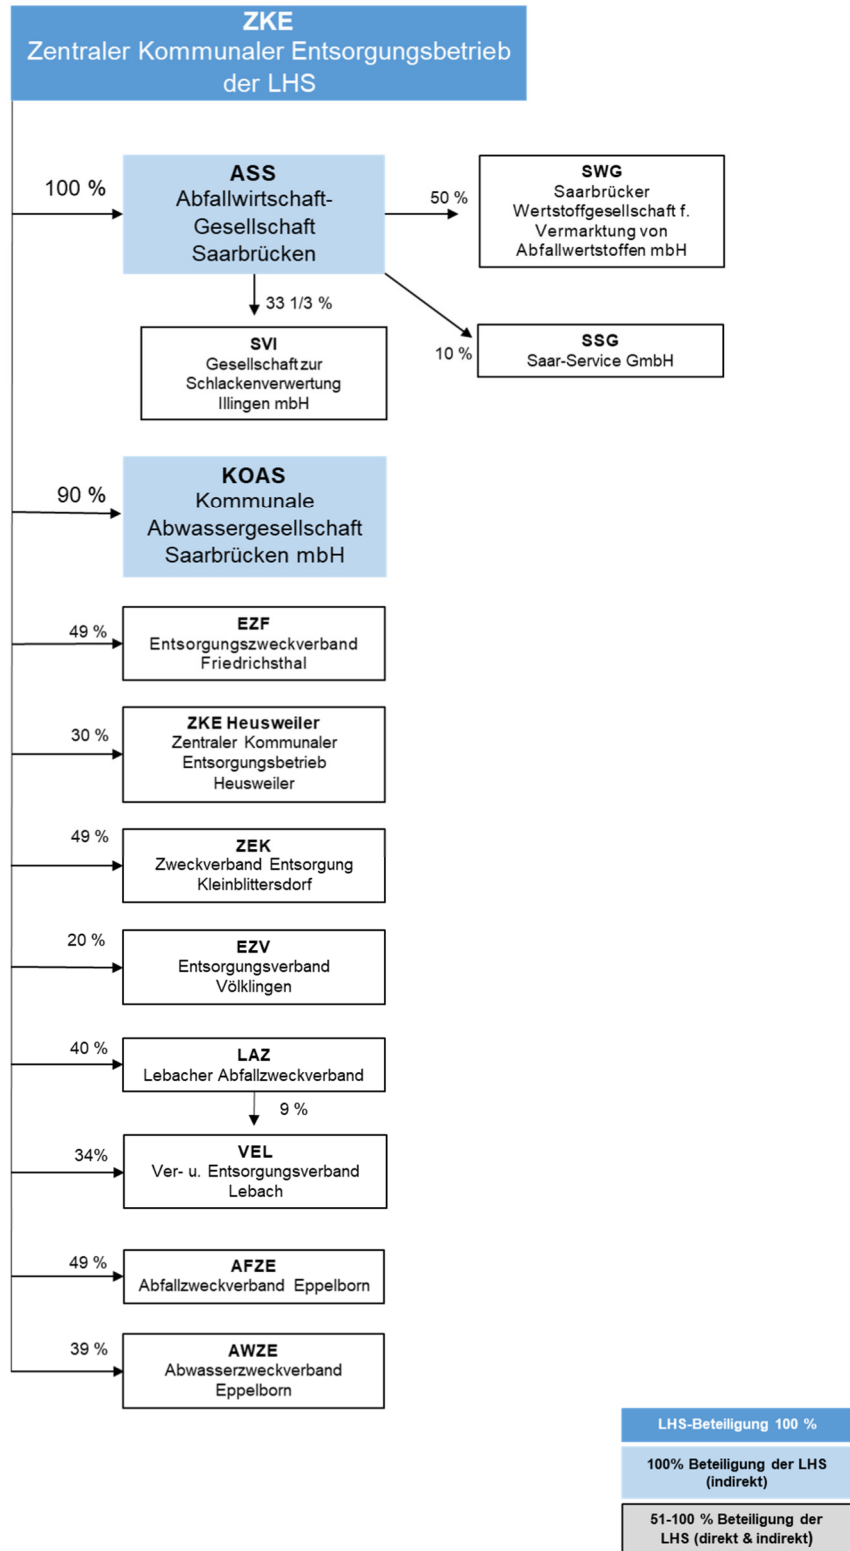 ZKE
Zentraler Kommunaler Entsorgungsbetrieb
der LHS
100 %
ASS
Abfallwirtschaft-
Gesellschaft
Saarbrücken
50 %
SWG
Saarbrücker
Wertstoffgesellschaft f.
Vermarktung von
Abfallwertstoffen mbH
33 1/3 %
SVI
Gesellschaft zur
Schlackenverwertung
Illingen mbH
10 %
SSG
Saar-Service GmbH
90 %
KOAS
Kommunale
Abwassergesellschaft
Saarbrücken mbH
49 %
EZF
Entsorgungszweckverband
Friedrichsthal
30 %
ZKE Heusweiler
Zentraler Kommunaler
Entsorgungsbetrieb
Heusweiler
49 %
ZEK
Zweckverband Entsorgung
Kleinblittersdorf
20 %
EZV
Entsorgungsverband
Völklingen
40 %
LAZ
Lebacher Abfallzweckverband
9 %
34%
VEL
Ver- u. Entsorgungsverband
Lebach
49 %
AFZE
Abfallzweckverband Eppelborn
39 %
AWZE
Abwasserzweckverband
Eppelborn
LHS-Beteiligung 100 %
100% Beteiligung der LHS
(indirekt)
51-100 % Beteiligung der
LHS (direkt & indirekt)